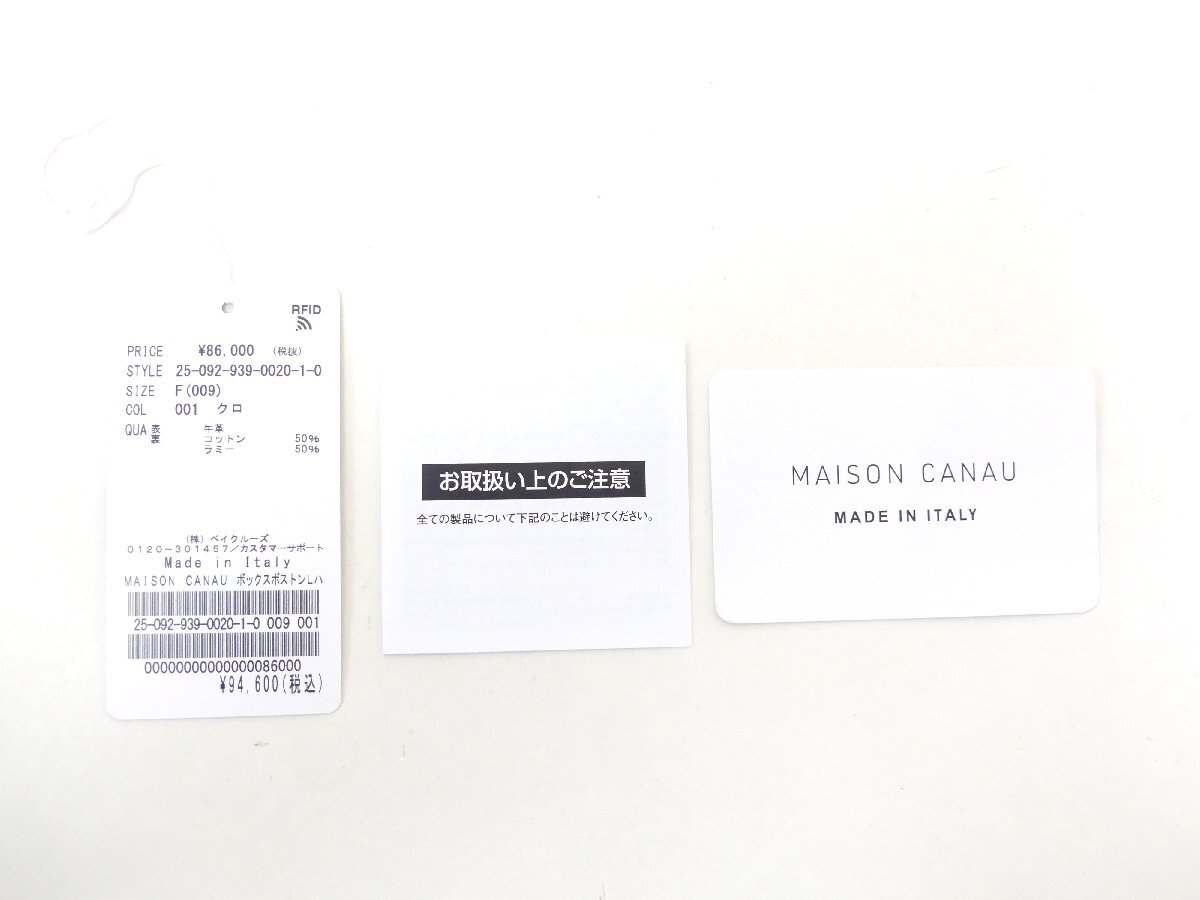 RFID
PRICE ¥86,000 (税抜)
STYLE 25-092-939-0020-1-0
SIZE F(009)
COL 001 クロ
QUA 表 牛革
裏 コットン 50%
ラミー 50%
(株)ベイクルーズ
0120-301457/カスタマーサポート
Made in Italy
MAISON CANAU ボックスボストンLハ
25-092-939-0020-1-0 009 001
00000000000000086000
¥94,600(税込)
お取扱い上のご注意
全ての製品について下記のことは避けてください。
MAISON CANAU
MADE IN ITALY